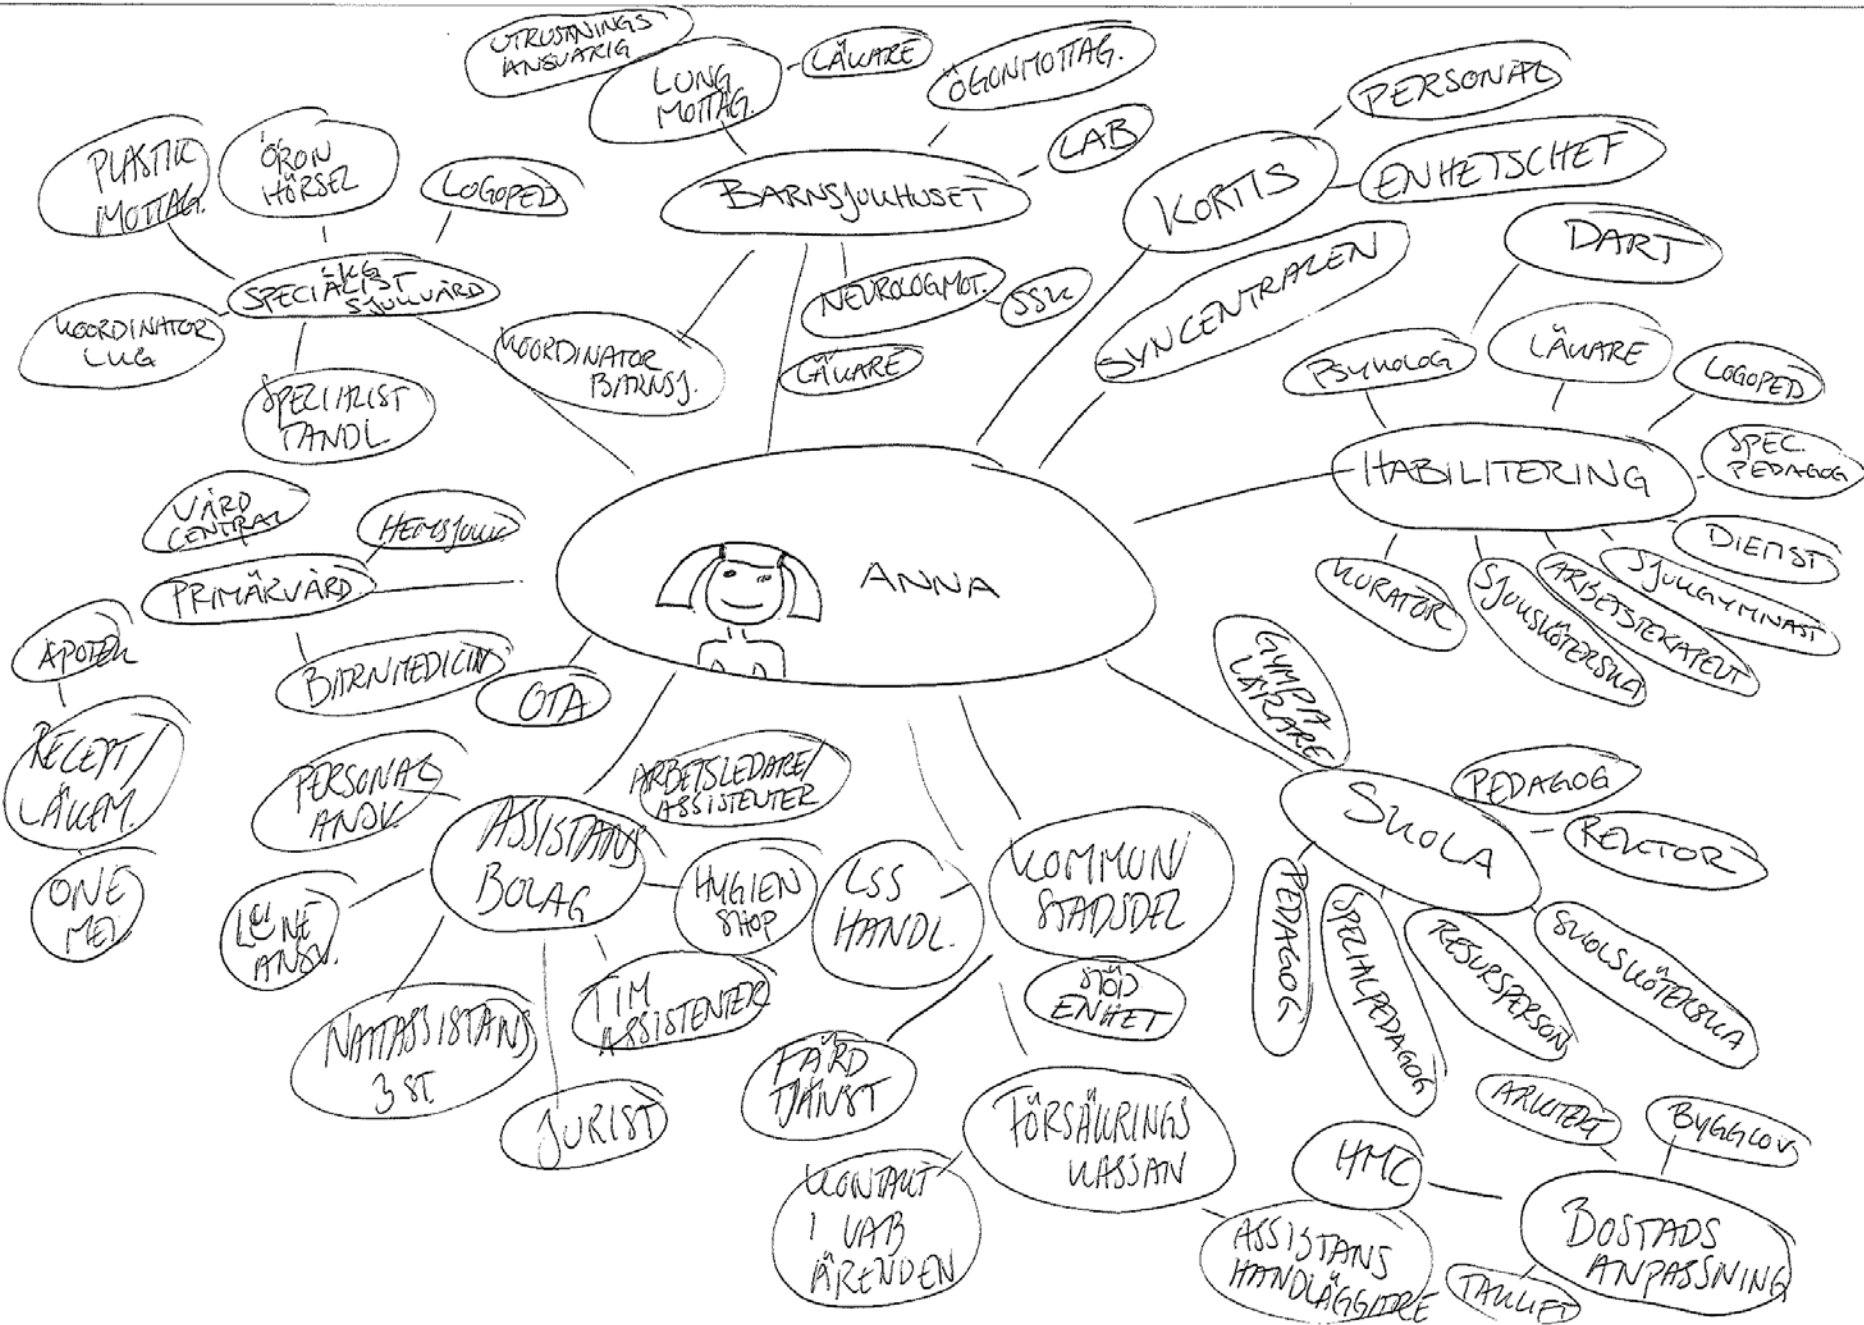 UTRUSTNINGS
ANSVARIG
LUNG
MOTTAG.
LÄKARE
ÖGONMOTTAG.
LAB
BARNSJUKHUSET
KOORDINATOR
BARNSJ.
NEUROLOGMOT.
SSK
LÄKARE
PLASTIK
MOTTAG.
ÖRON
HÖRSEL
LOGOPED
LKG
SPECIALIST
SJUKVÅRD
KOORDINATOR
LKG
SPECIALIST
TANDL
KORTIS
PERSONAL
ENHETSCHEF
SYNCENTRALEN
DART
PSYKOLOG
LÄKARE
LOGOPED
HABILITERING
SPEC.
PEDAGOG
DIETIST
SJUKGYMNAST
ARBETSTERAPEUT
SJUKSKÖTERSKA
KURATOR
ANNA
VÅRD
CENTRAL
HEMSJUKV
PRIMÄRVÅRD
BARNMEDICIN
OTA
APOTEK
RECEPT/
LÄKEM.
ONE
MED
PERSONAL
ANSV.
ARBETSLEDARE/
ASSISTENTER
ASSISTANS
BOLAG
HYGIEN
SHOP
LÖNE
ANSV.
NATTASSISTANS
3 ST.
TIM
ASSISTENTER
JURIST
LSS
HANDL.
KOMMUN
STADSDEL
STÖD
ENHET
FÄRD
TJÄNST
FÖRSÄKRINGS
KASSAN
KONTAKT
I VAB
ÄRENDEN
ASSISTANS
HANDLÄGGARE
GYMPA
LÄRARE
SKOLA
PEDAGOG
REKTOR
PEDAGOG
SPECIALPEDAGOG
RESURSPERSON
SKOLSKÖTERSKA
ARKITEKT
BYGGLOV
HMC
BOSTADS
ANPASSNING
TAKLIFT